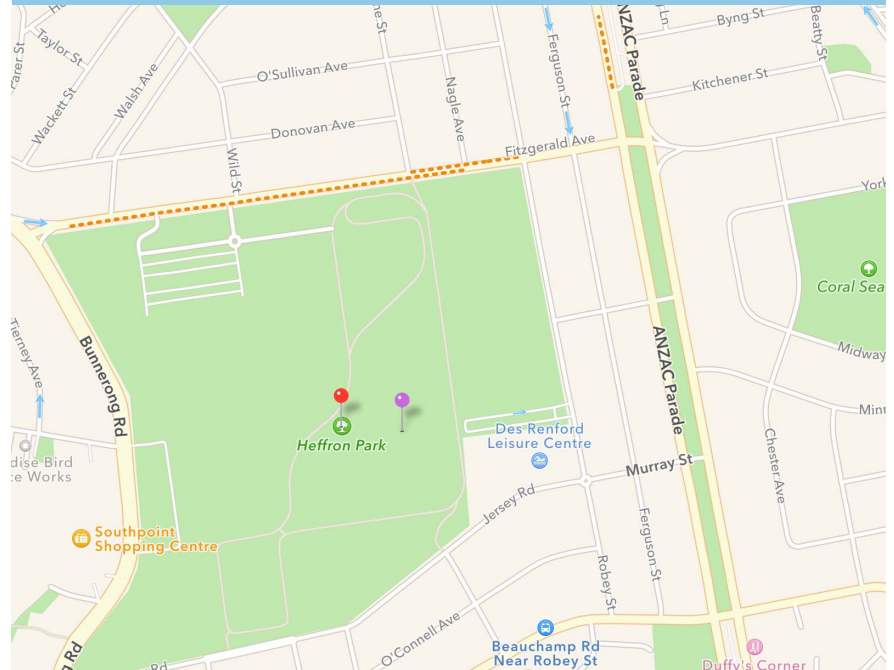 Parer St
Taylor St
Wackett St
Walsh Ave
O'Sullivan Ave
Donovan Ave
Wild St
Nagle Ave
Ferguson St
ANZAC Parade
Byng St
Beatty St
Kitchener St
Fitzgerald Ave
York
Coral Sea
Midway
Tierney Ave
Bunnerong Rd
ANZAC Parade
Heffron Park
Des Renford
Leisure Centre
Murray St
Chester Ave
Jersey Rd
Southpoint
Shopping Centre
Ferguson St
Robey St
O'Connell Ave
Beauchamp Rd
Near Robey St
Duffy's Corner